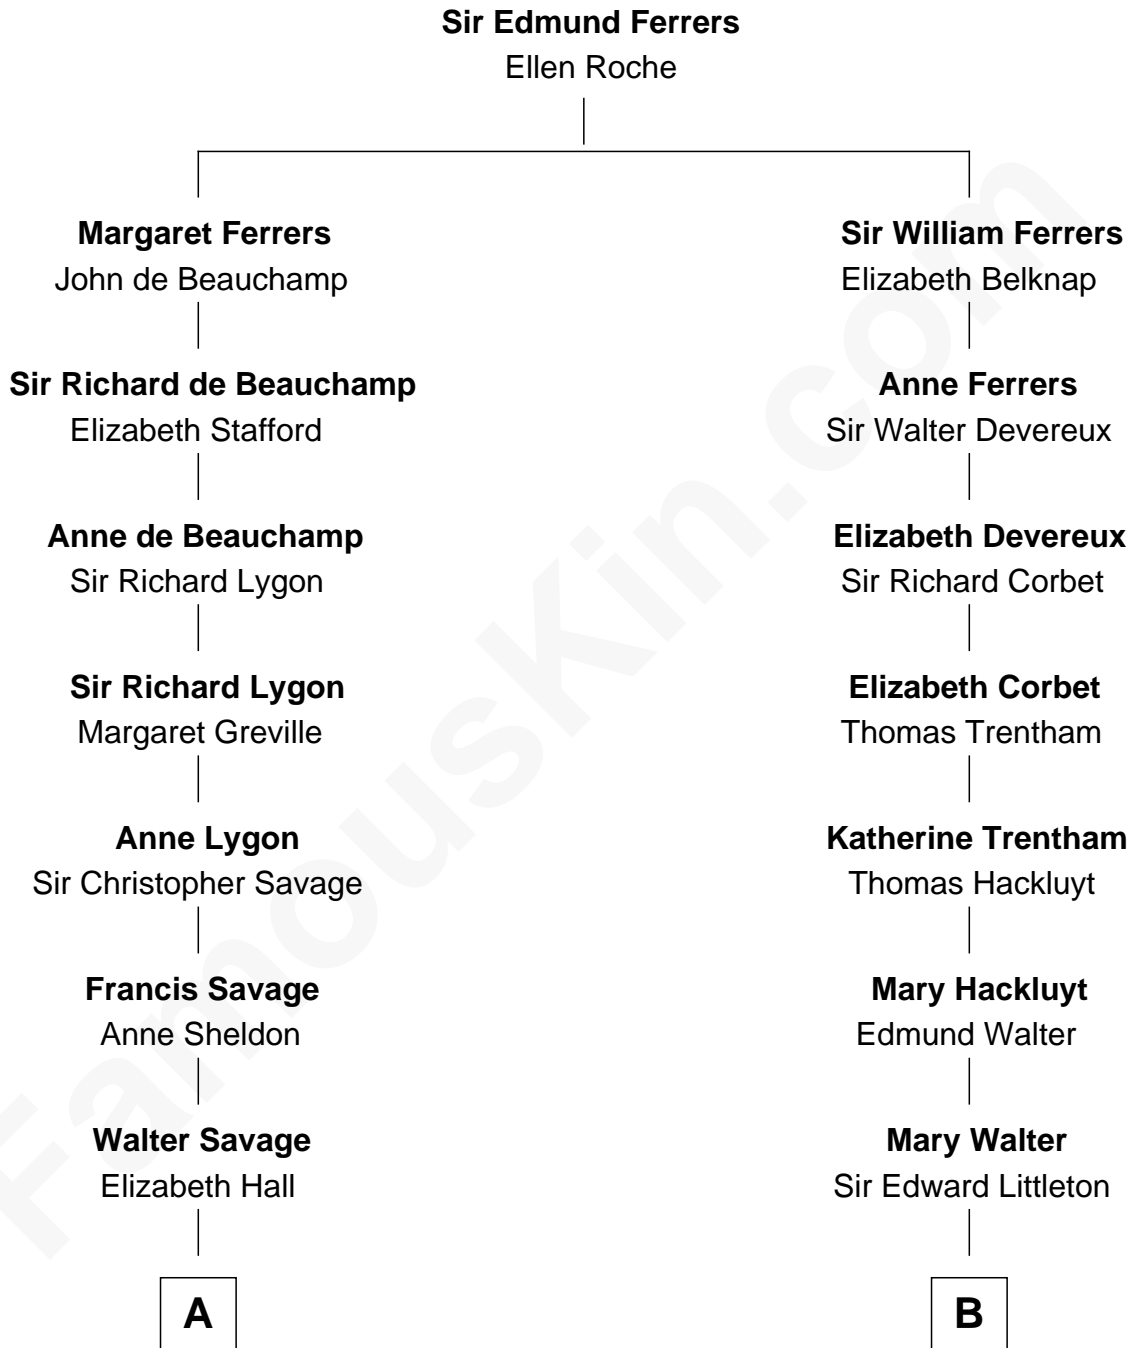 Sir Edmund Ferrers
Ellen Roche
Margaret Ferrers
John de Beauchamp
Sir William Ferrers
Elizabeth Belknap
Sir Richard de Beauchamp
Elizabeth Stafford
Anne Ferrers
Sir Walter Devereux
Anne de Beauchamp
Sir Richard Lygon
Elizabeth Devereux
Sir Richard Corbet
Sir Richard Lygon
Margaret Greville
Elizabeth Corbet
Thomas Trentham
Anne Lygon
Sir Christopher Savage
Katherine Trentham
Thomas Hackluyt
Francis Savage
Anne Sheldon
Mary Hackluyt
Edmund Walter
Walter Savage
Elizabeth Hall
Mary Walter
Sir Edward Littleton
A
B
FamousKin.com